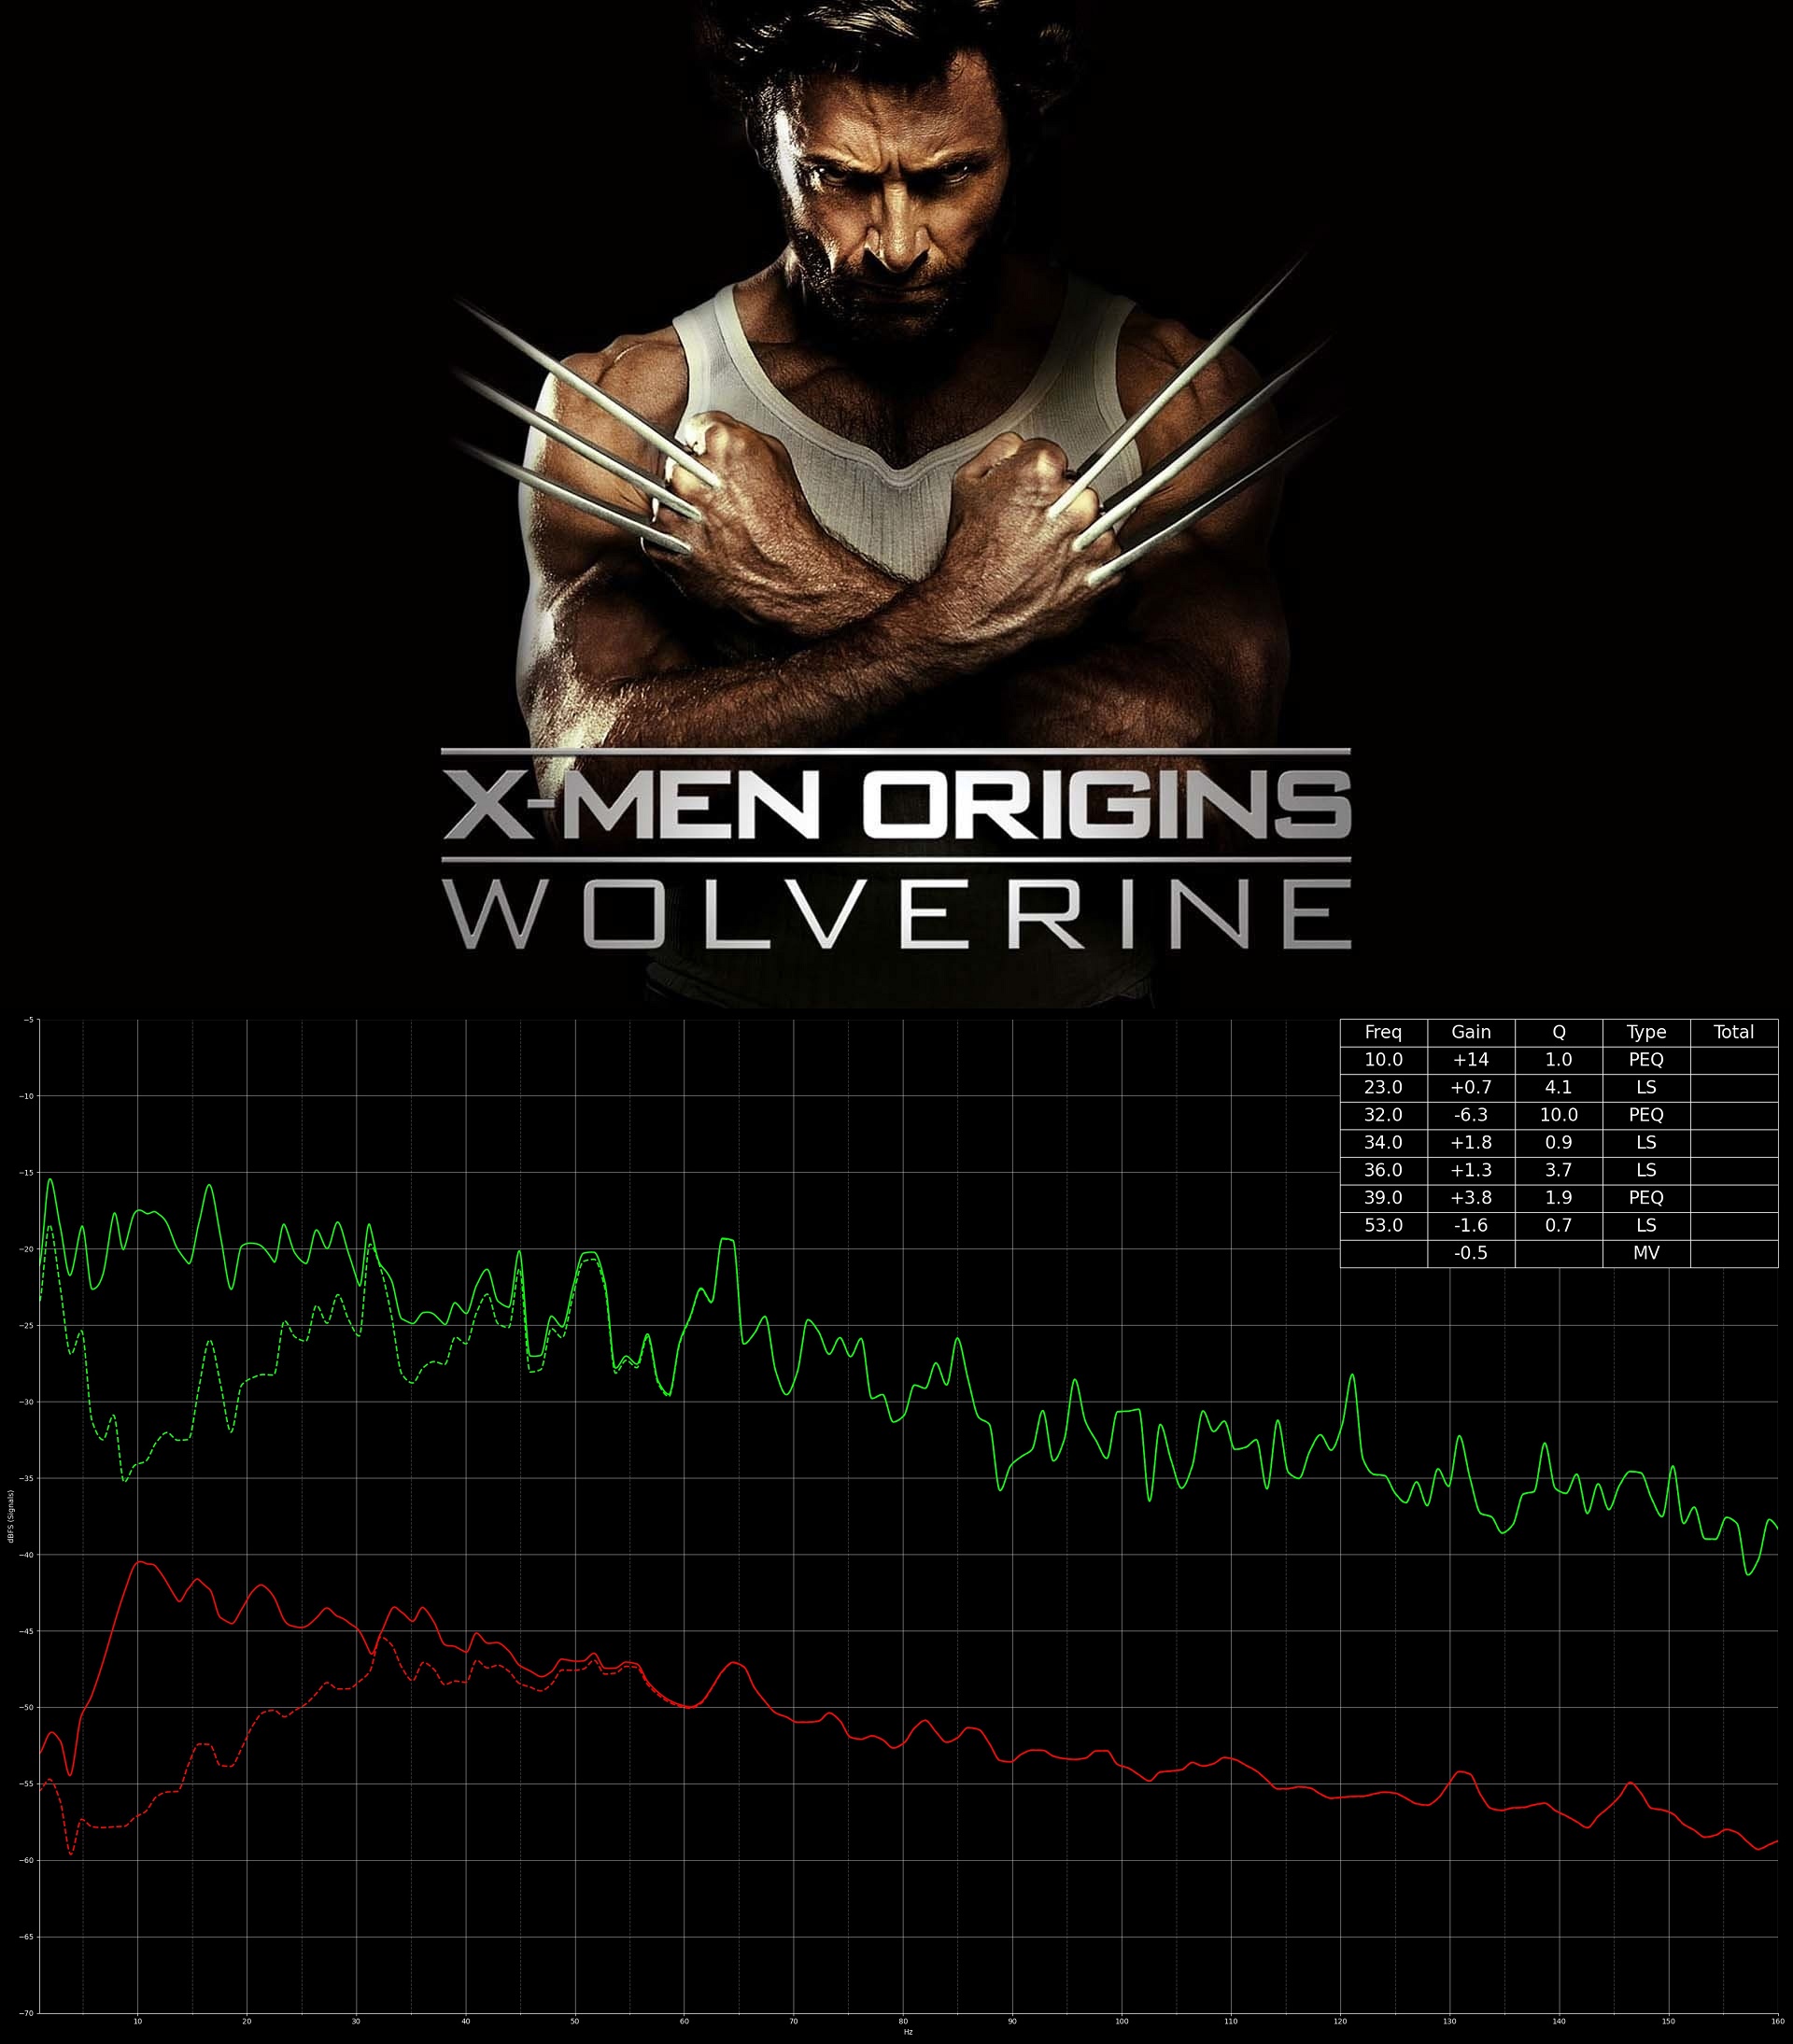 X-MEN ORIGINS
WOLVERINE
Freq Gain Q Type Total
10.0 +14 1.0 PEQ
23.0 +0.7 4.1 LS
32.0 -6.3 10.0 PEQ
34.0 +1.8 0.9 LS
36.0 +1.3 3.7 LS
39.0 +3.8 1.9 PEQ
53.0 -1.6 0.7 LS
-0.5 MV
−5
−10
−15
−20
−25
−30
−35
−40
−45
−50
−55
−60
−65
−70
dBFS (Signals)
10 20 30 40 50 60 70 80 90 100 110 120 130 140 150 160
Hz